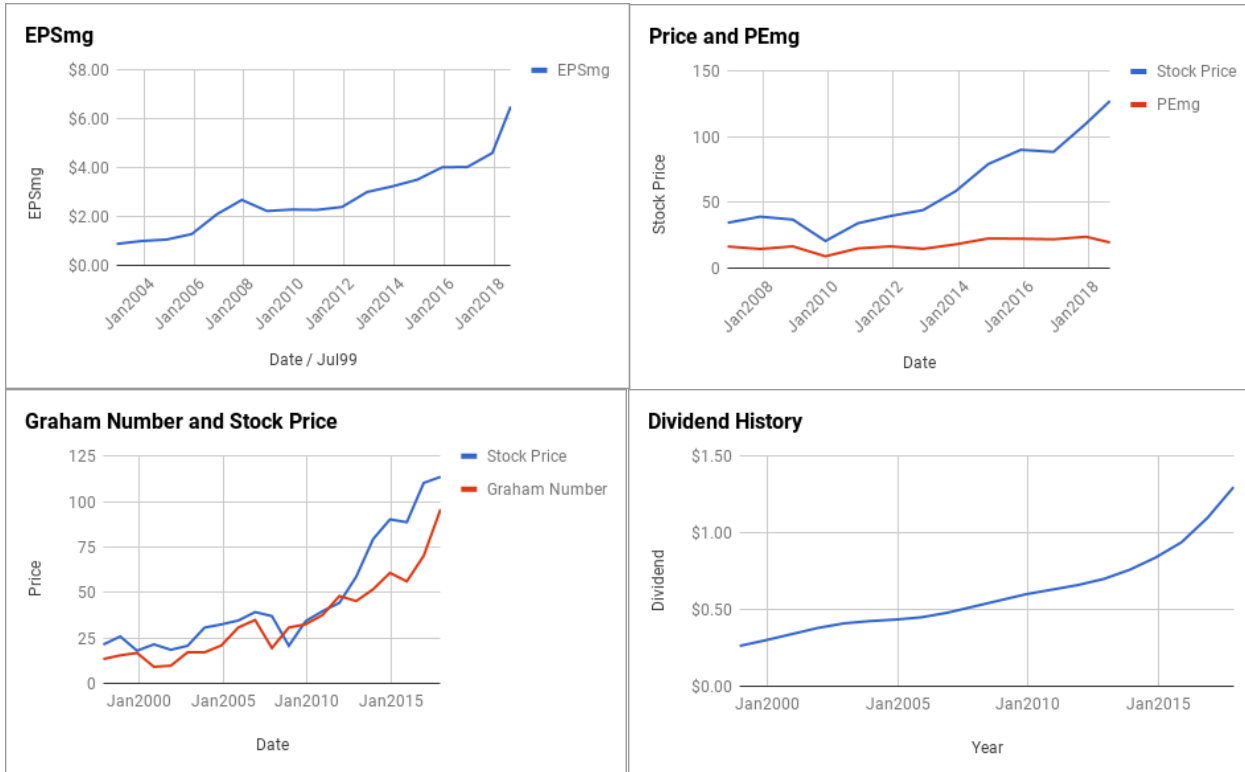 EPSmg
EPSmg
$8.00
$6.00
$4.00
$2.00
$0.00
EPSmg
Jan2004
Jan2006
Jan2008
Jan2010
Jan2012
Jan2014
Jan2016
Jan2018
Date / Jul99
Price and PEmg
Stock Price
PEmg
150
100
50
0
Stock Price
Jan2008
Jan2010
Jan2012
Jan2014
Jan2016
Jan2018
Date
Graham Number and Stock Price
Stock Price
Graham Number
125
100
75
50
25
0
Price
Jan2000
Jan2005
Jan2010
Jan2015
Date
Dividend History
$1.50
$1.00
$0.50
$0.00
Dividend
Jan2000
Jan2005
Jan2010
Jan2015
Year